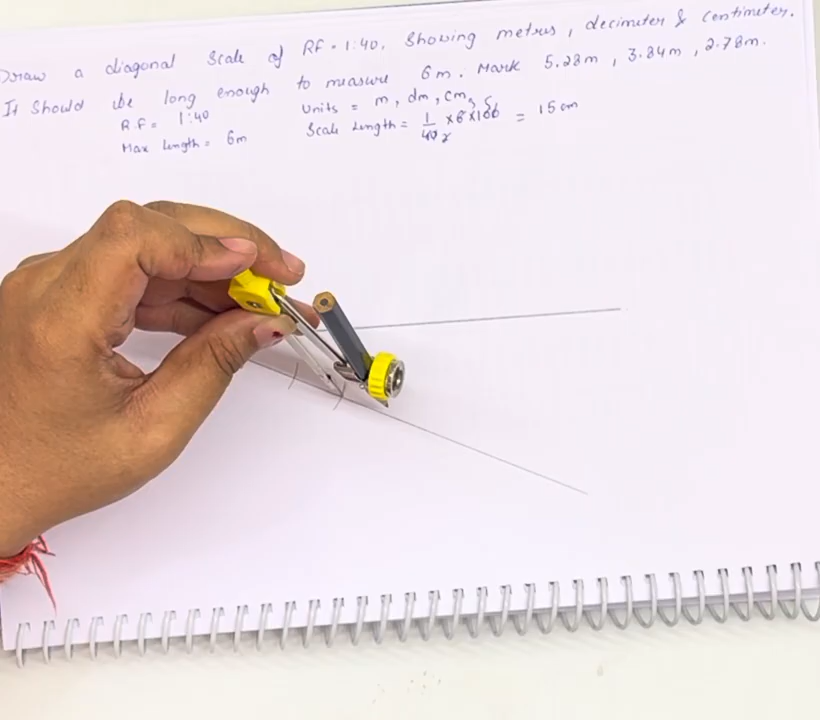 Draw a diagonal Scale of RF = 1:40, Showing metres, decimeter & centimeter.
It Should be long enough to measure 6m. Mark 5.28m, 3.84m, 2.78m.
R.F = 1:40
Max Length = 6m
Units = m, dm, cm,
Scale Length = 1/40 x 6 x 100 = 15 cm